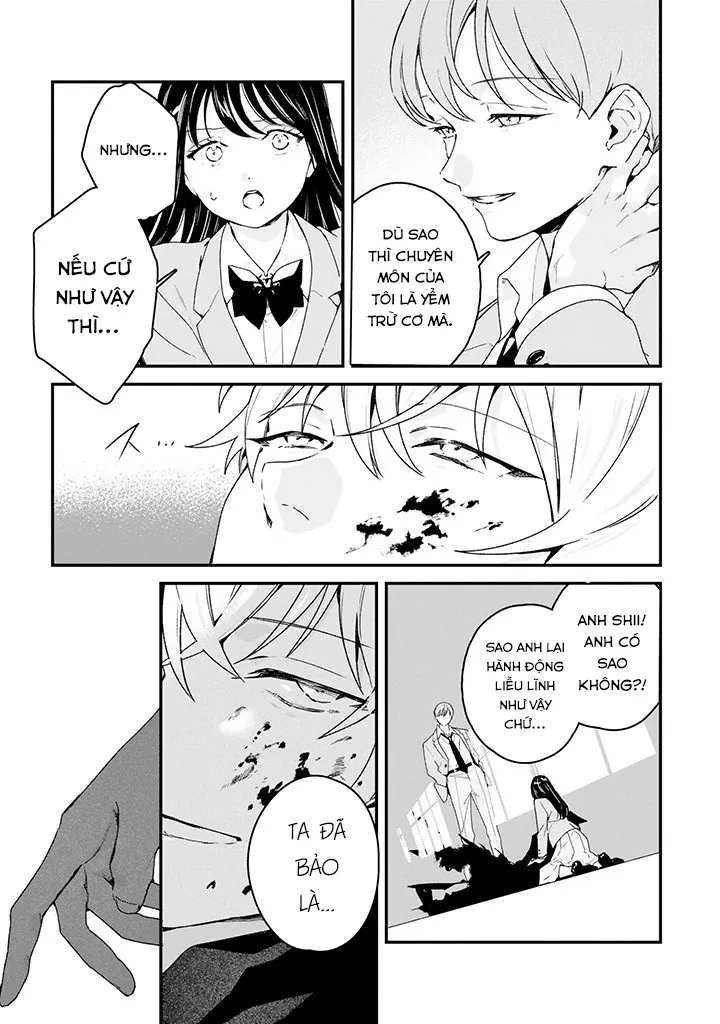 DÙ SAO
THÌ CHUYÊN
MÔN CỦA
TÔI LÀ YỂM
TRỪ CƠ MÀ.
NHƯNG...
NẾU CỨ
NHƯ VẬY
THÌ...
ス...
ANH SHII!
ANH CÓ
SAO
KHÔNG?!
SAO ANH LẠI
HÀNH ĐỘNG
LIỀU LĨNH
NHƯ VẬY
CHỨ...
TA ĐÃ
BẢO
LÀ...